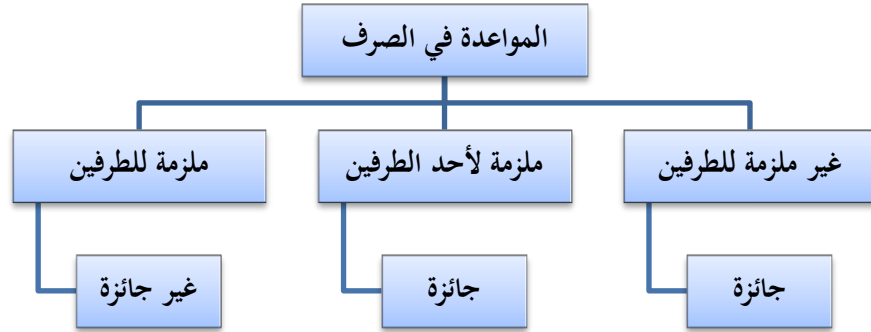 المواعدة في الصرف
غير ملزمة للطرفين
ملزمة لأحد الطرفين
ملزمة للطرفين
جائزة
جائزة
غير جائزة